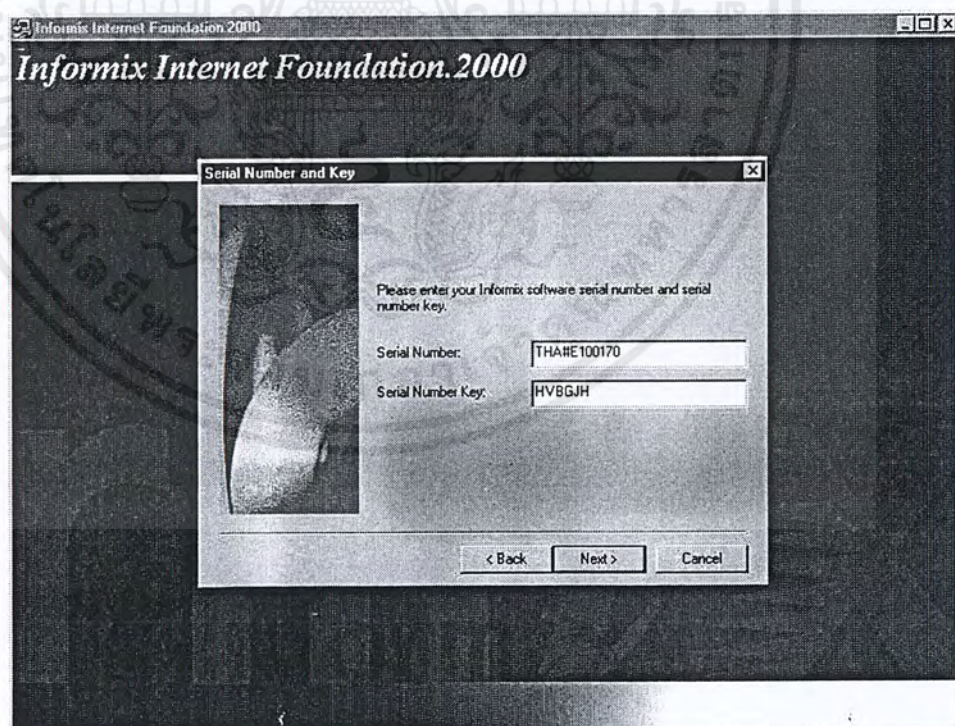 Informix Internet Foundation.2000
Informix Internet Foundation.2000
Serial Number and Key
Please enter your Informix software serial number and serial
number key.
Serial Number:
THA#E100170
Serial Number Key:
HVBGJH
< Back
Next >
Cancel